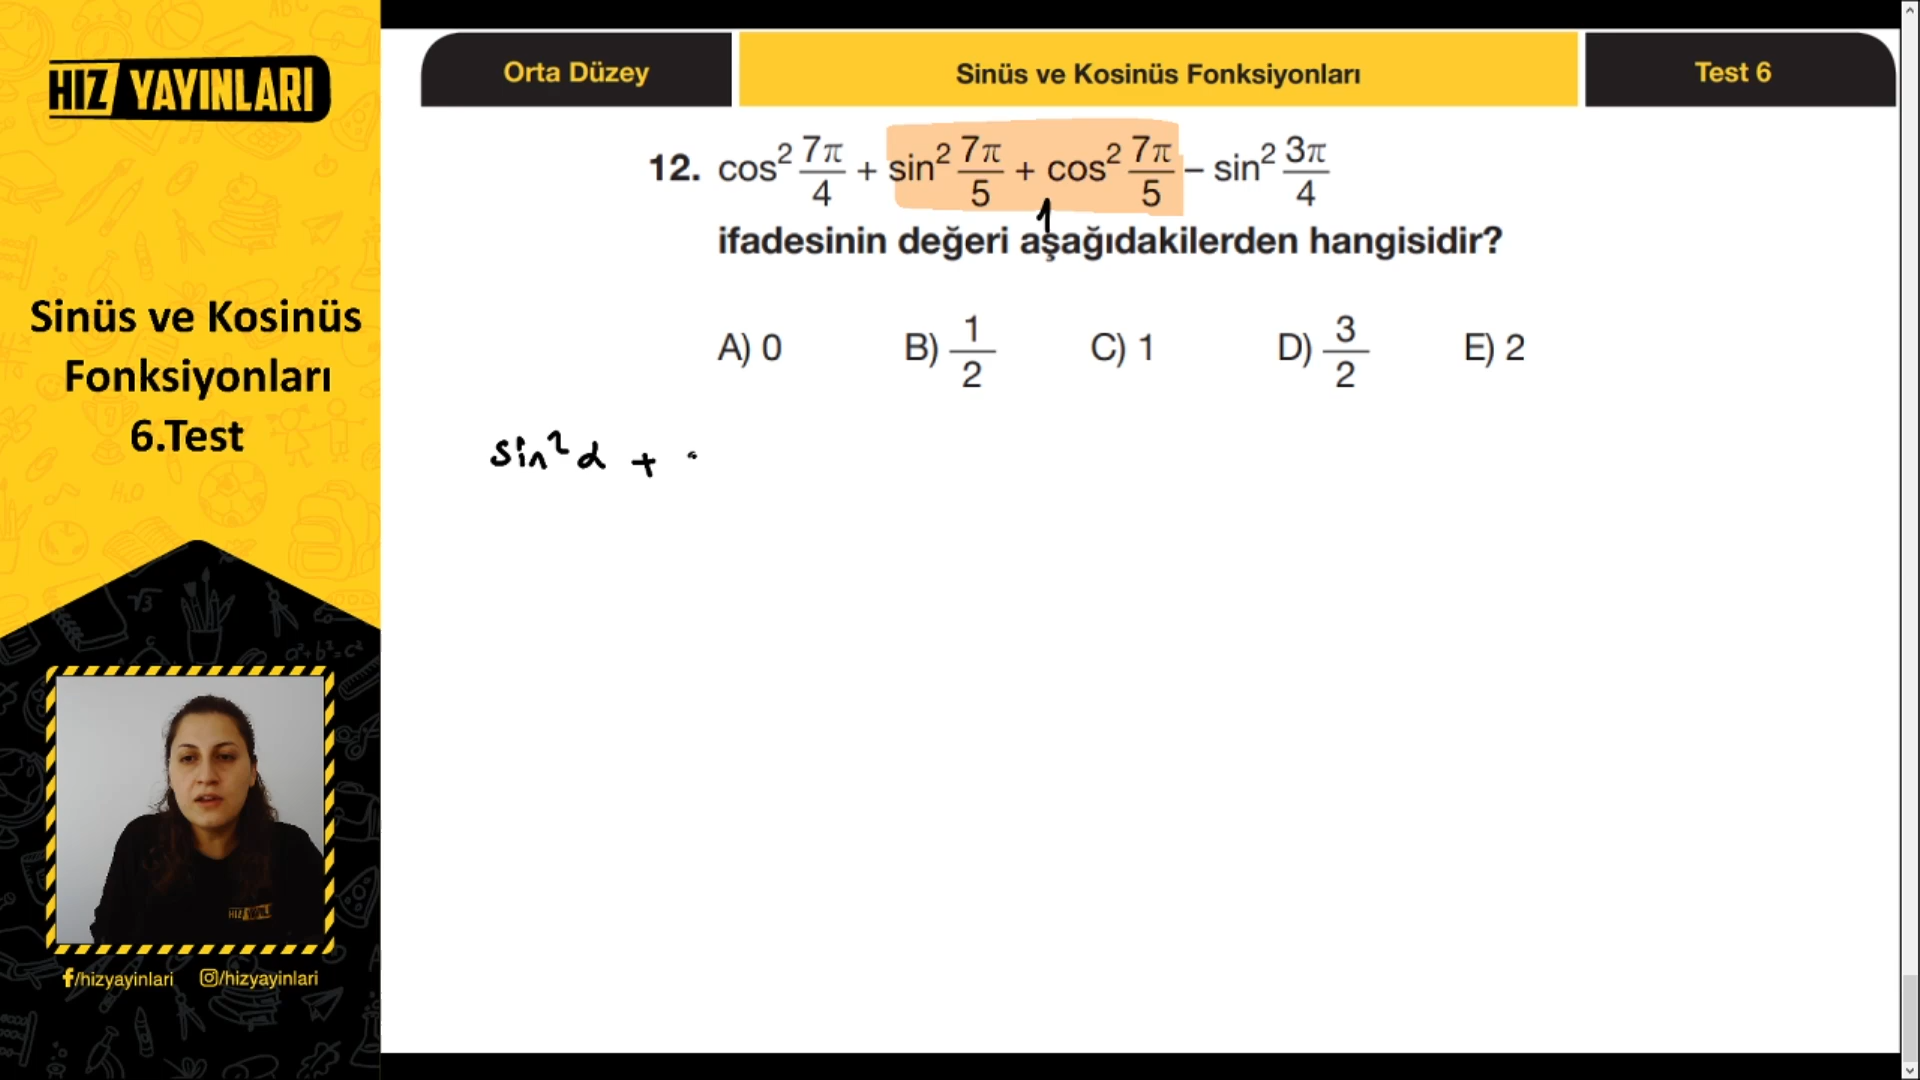 HIZ YAYINLARI
Sinüs ve Kosinüs
Fonksiyonları
6.Test
f/hizyayinlari /hizyayinlari
Orta Düzey
Sinüs ve Kosinüs Fonksiyonları
Test 6
12. cos² 7π/4 + sin² 7π/5 + cos² 7π/5 – sin² 3π/4
1
ifadesinin değeri aşağıdakilerden hangisidir?
A) 0 B) 1/2 C) 1 D) 3/2 E) 2
sin²α +